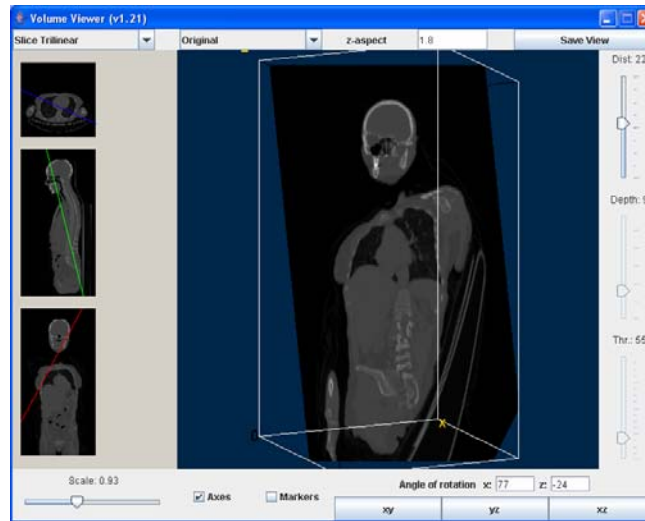 Volume Viewer (v1.21)
Slice Trilinear Original z-aspect 1.8 Save View
Dist: 22
Depth:
Thr.: 55
Scale: 0.93
Axes Markers Angle of rotation x: 77 z: -24
xy yz xz
X